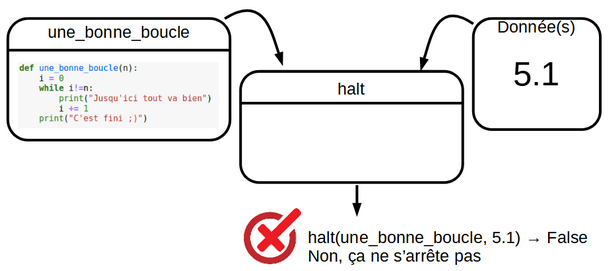 une_bonne_boucle
def une_bonne_boucle(n):
    i = 0
    while i!=n:
        print("Jusqu'ici tout va bien")
        i += 1
    print("C'est fini ;)")
halt
Donnée(s)
5.1
halt(une_bonne_boucle, 5.1) → False
Non, ça ne s'arrête pas